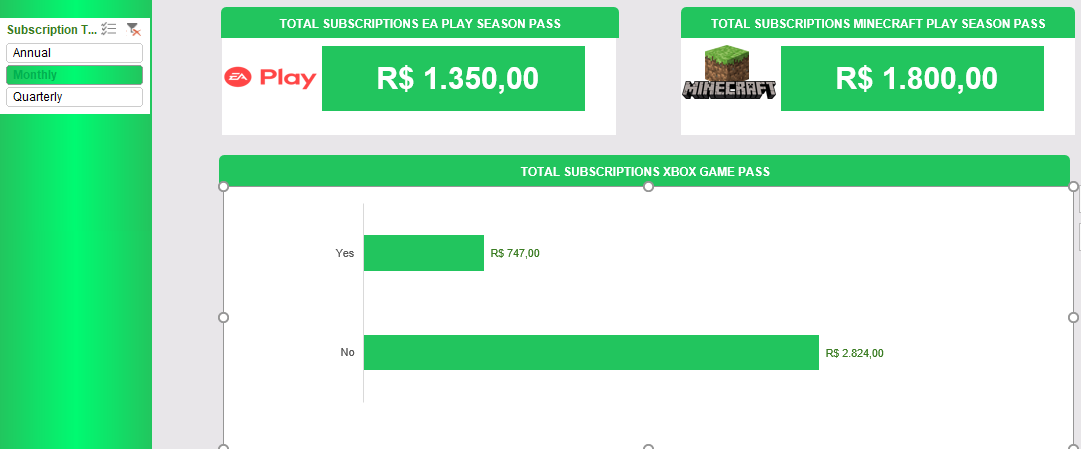 Subscription T...
Annual
Monthly
Quarterly
TOTAL SUBSCRIPTIONS EA PLAY SEASON PASS
EA Play
R$ 1.350,00
TOTAL SUBSCRIPTIONS MINECRAFT PLAY SEASON PASS
MINECRAFT
R$ 1.800,00
TOTAL SUBSCRIPTIONS XBOX GAME PASS
Yes
R$ 747,00
No
R$ 2.824,00